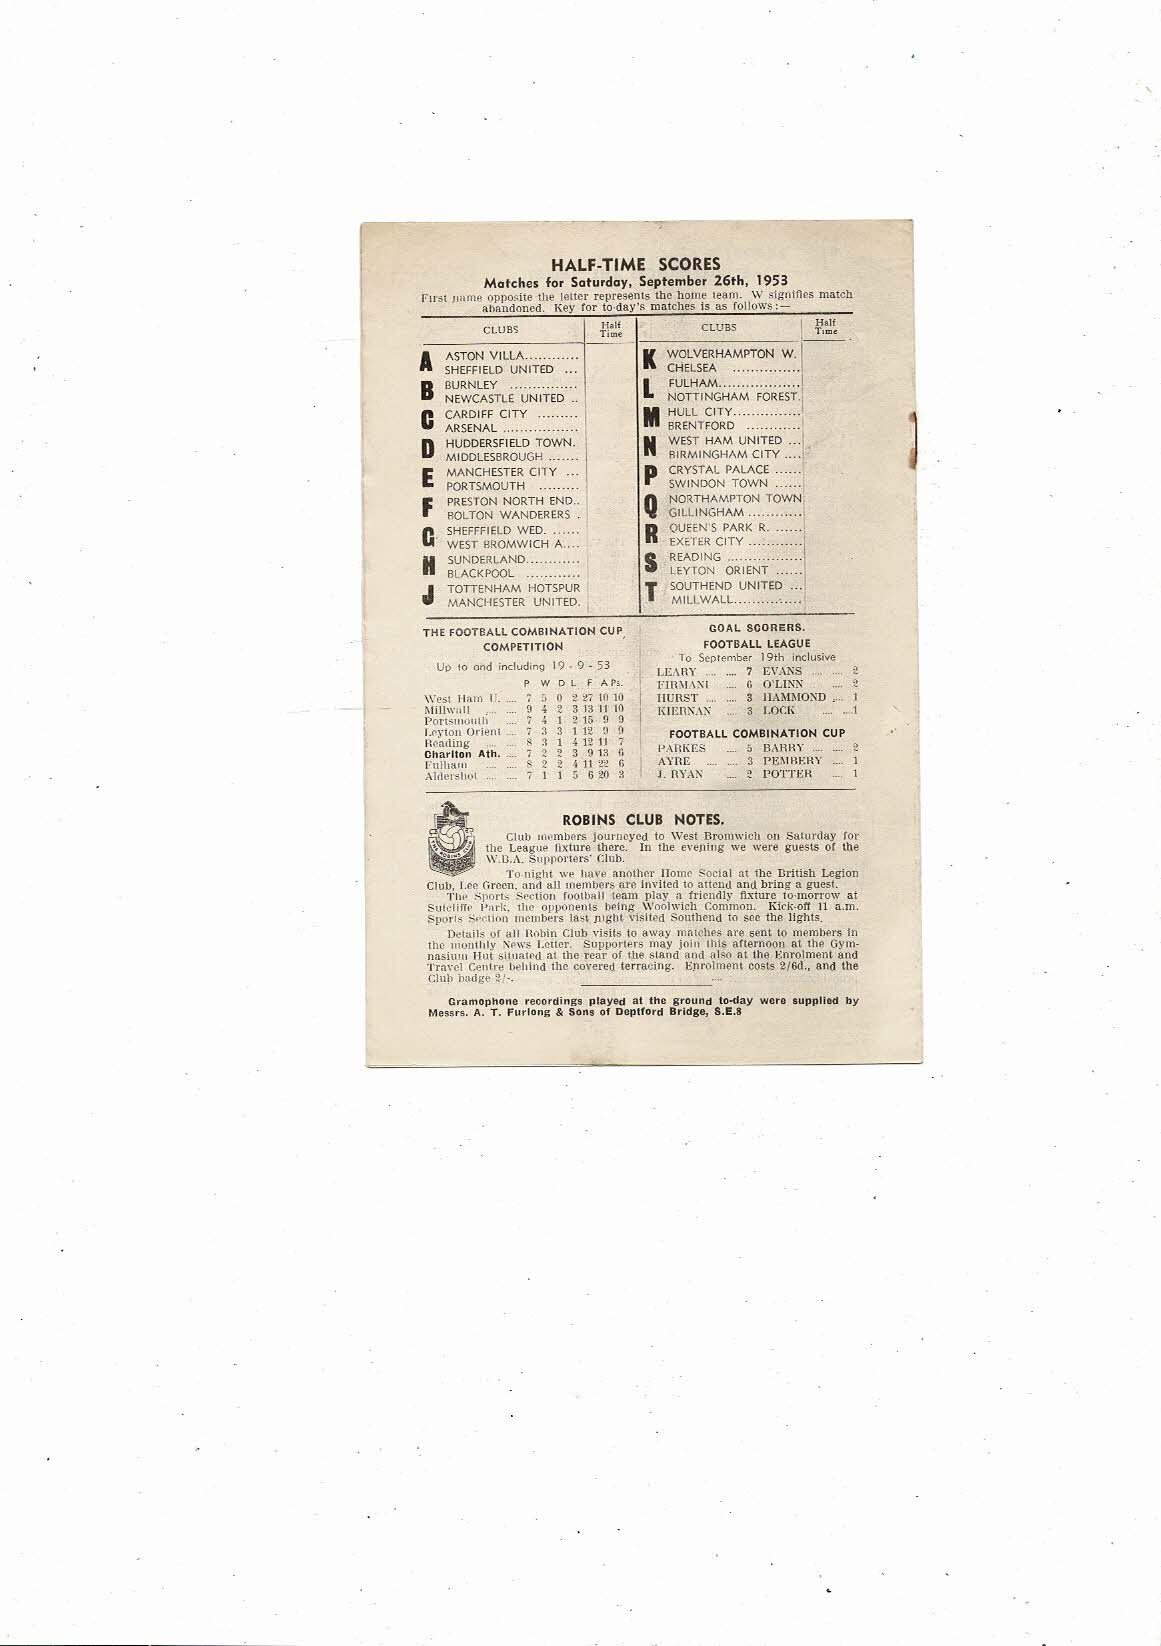 HALF-TIME SCORES
Matches for Saturday, September 26th, 1953
First name opposite the letter represents the home team. W signifies match
abandoned. Key for to-day's matches is as follows:—
CLUBS Half Time CLUBS Half Time
A ASTON VILLA............
SHEFFIELD UNITED ...
B BURNLEY ...............
NEWCASTLE UNITED ..
C CARDIFF CITY .........
ARSENAL .................
D HUDDERSFIELD TOWN.
MIDDLESBROUGH .......
E MANCHESTER CITY ...
PORTSMOUTH .........
F PRESTON NORTH END..
BOLTON WANDERERS .
G SHEFFFIELD WED. ......
WEST BROMWICH A....
H SUNDERLAND............
BLACKPOOL ............
J TOTTENHAM HOTSPUR
MANCHESTER UNITED.
K WOLVERHAMPTON W.
CHELSEA ...............
L FULHAM..................
NOTTINGHAM FOREST.
M HULL CITY...............
BRENTFORD ............
N WEST HAM UNITED ...
BIRMINGHAM CITY ....
P CRYSTAL PALACE ......
SWINDON TOWN ......
Q NORTHAMPTON TOWN
GILLINGHAM ............
R QUEEN'S PARK R. ......
EXETER CITY ............
S READING .................
LEYTON ORIENT ......
T SOUTHEND UNITED ...
MILLWALL...............
THE FOOTBALL COMBINATION CUP
COMPETITION
Up to and including 19 - 9 - 53
P W D L F A Ps.
West Ham U. .... 7 5 0 2 27 10 10
Millwall .... .... 9 4 2 3 13 11 10
Portsmouth .... 7 4 1 2 15 9 9
Leyton Orient .... 7 3 3 1 12 9 9
Reading .... .... 8 3 1 4 12 11 7
Charlton Ath. .... 7 2 2 3 9 13 6
Fulham .... .... 8 2 2 4 11 22 6
Aldershot .... .... 7 1 1 5 6 20 3
GOAL SCORERS.
FOOTBALL LEAGUE
To September 19th inclusive
LEARY .... .... 7 EVANS .... .... 2
FIRMANI .... 6 O'LINN .... 2
HURST .... .... 3 HAMMOND .... 1
KIERNAN .... 3 LOCK .... ....1
FOOTBALL COMBINATION CUP
PARKES .... 5 BARRY .... .... 2
AYRE .... .... 3 PEMBERY .... 1
J. RYAN .... 2 POTTER .... 1
THE ROBINS CLUB
ROBINS CLUB NOTES.
Club members journeyed to West Bromwich on Saturday for
the League fixture there. In the evening we were guests of the
W.B.A. Supporters' Club.
To-night we have another Home Social at the British Legion
Club, Lee Green, and all members are invited to attend and bring a guest.
The Sports Section football team play a friendly fixture to-morrow at
Sutcliffe Park, the opponents being Woolwich Common. Kick-off 11 a.m.
Sports Section members last night visited Southend to see the lights.
Details of all Robin Club visits to away matches are sent to members in
the monthly News Letter. Supporters may join this afternoon at the Gym-
nasium Hut situated at the rear of the stand and also at the Enrolment and
Travel Centre behind the covered terracing. Enrolment costs 2/6d., and the
Club badge 2/-.
Gramophone recordings played at the ground to-day were supplied by
Messrs. A. T. Furlong & Sons of Deptford Bridge, S.E.8